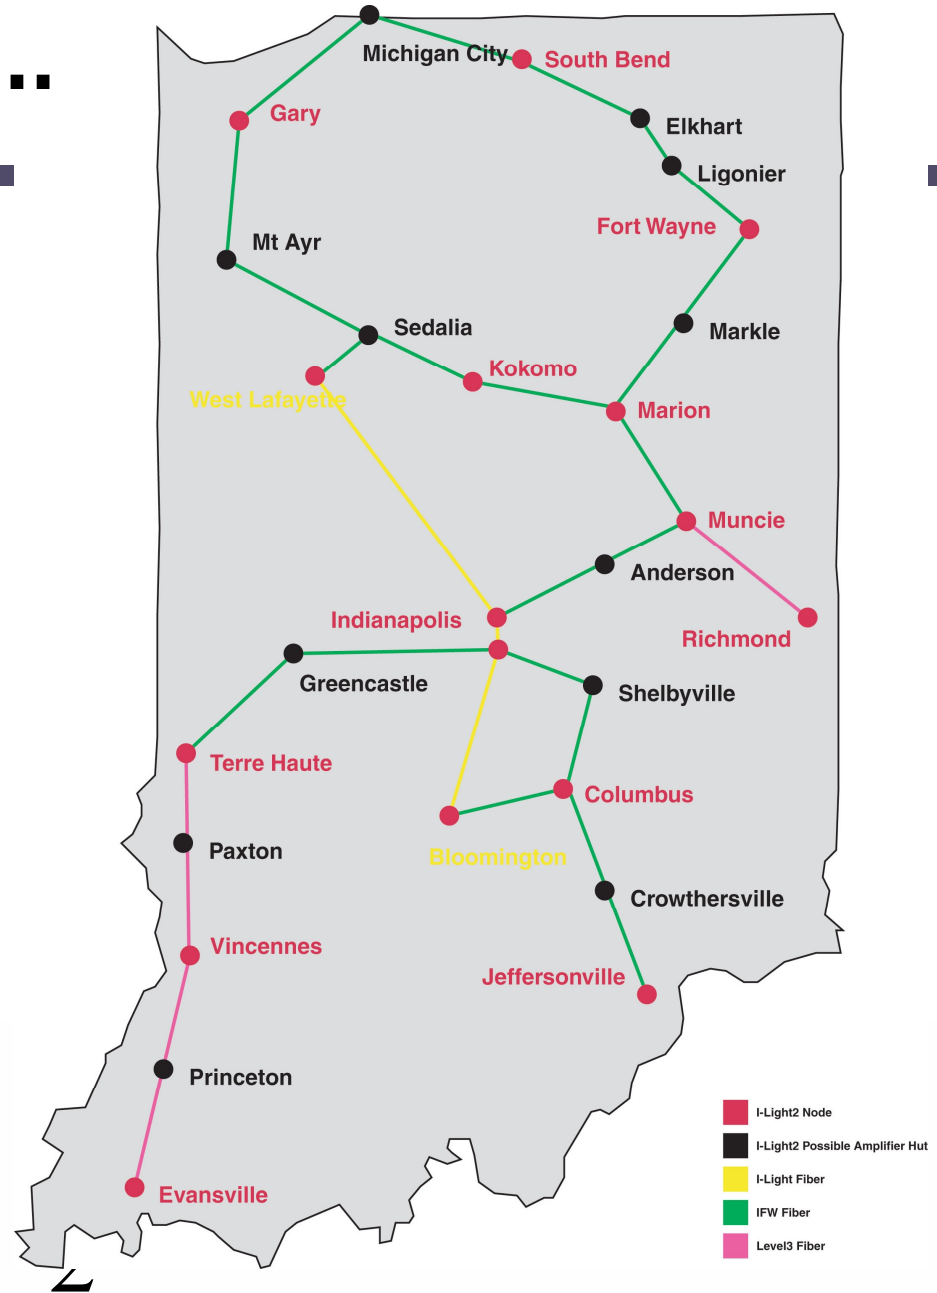 Michigan City
South Bend
Gary
Elkhart
Ligonier
Fort Wayne
Mt Ayr
Sedalia
Markle
Kokomo
West Lafayette
Marion
Muncie
Anderson
Indianapolis
Richmond
Greencastle
Shelbyville
Terre Haute
Columbus
Paxton
Bloomington
Crowthersville
Vincennes
Jeffersonville
Princeton
Evansville
I-Light2 Node
I-Light2 Possible Amplifier Hut
I-Light Fiber
IFW Fiber
Level3 Fiber